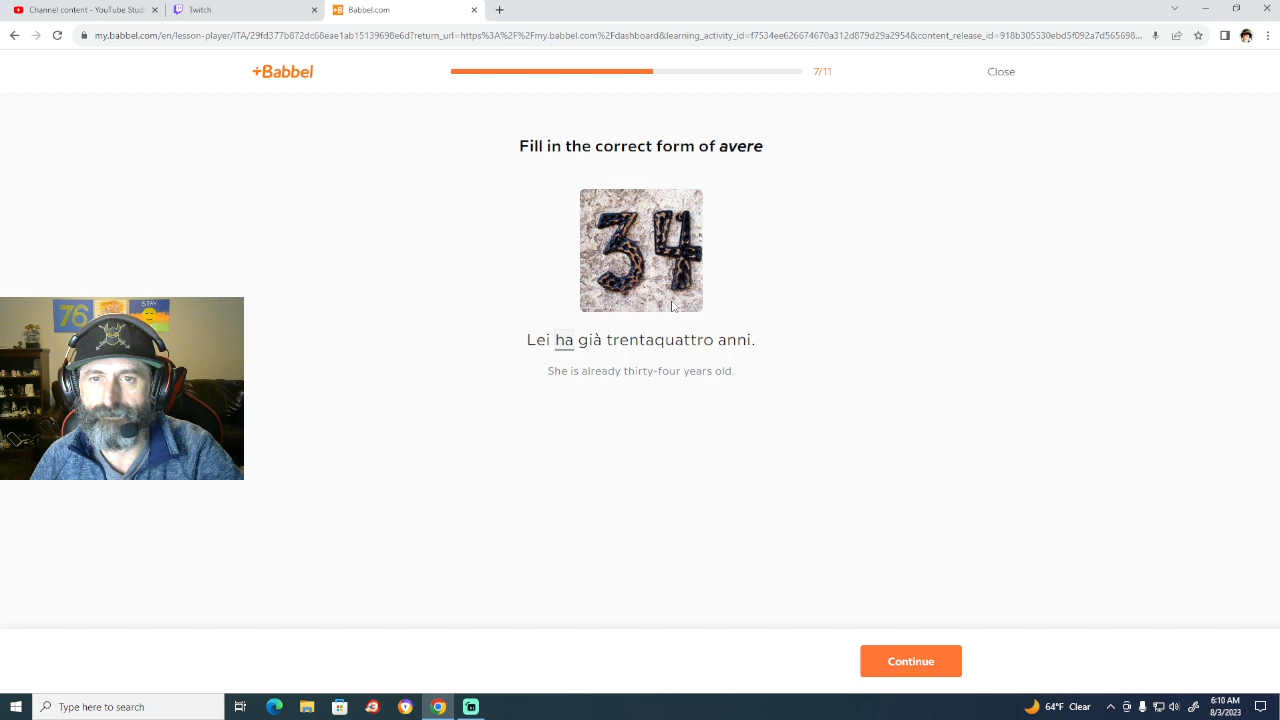 Channel content - YouTube Stud
Twitch
+B Babbel.com
my.babbel.com/en/lesson-player/ITA/29fd377b872dc68eae1ab15139698e6d?return_url=https%3A%2F%2Fmy.babbel.com%2Fdashboard&learning_activity_id=f7534ee626674670a312d879d29a2954&content_release_id=918b305530ebd5f092a7d565698...
+Babbel
7/11
Close
Fill in the correct form of avere
34
Lei ha già trentaquattro anni.
She is already thirty-four years old.
76
STAY
Continue
Type here to search
64°F Clear
6:10 AM
8/3/2023